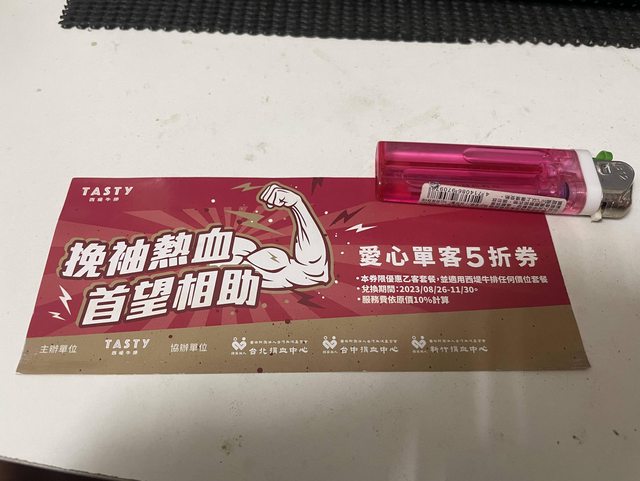 TASTY
西堤牛排
挽袖熱血
首望相助
愛心單客5折券
•本券限優惠乙客套餐,並適用西堤牛排任何價位套餐
•兌換期間:2023/08/26-11/30。
•服務費依原價10%計算
主辦單位
TASTY
西堤牛排
協辦單位
台北捐血中心
台中捐血中心
新竹捐血中心